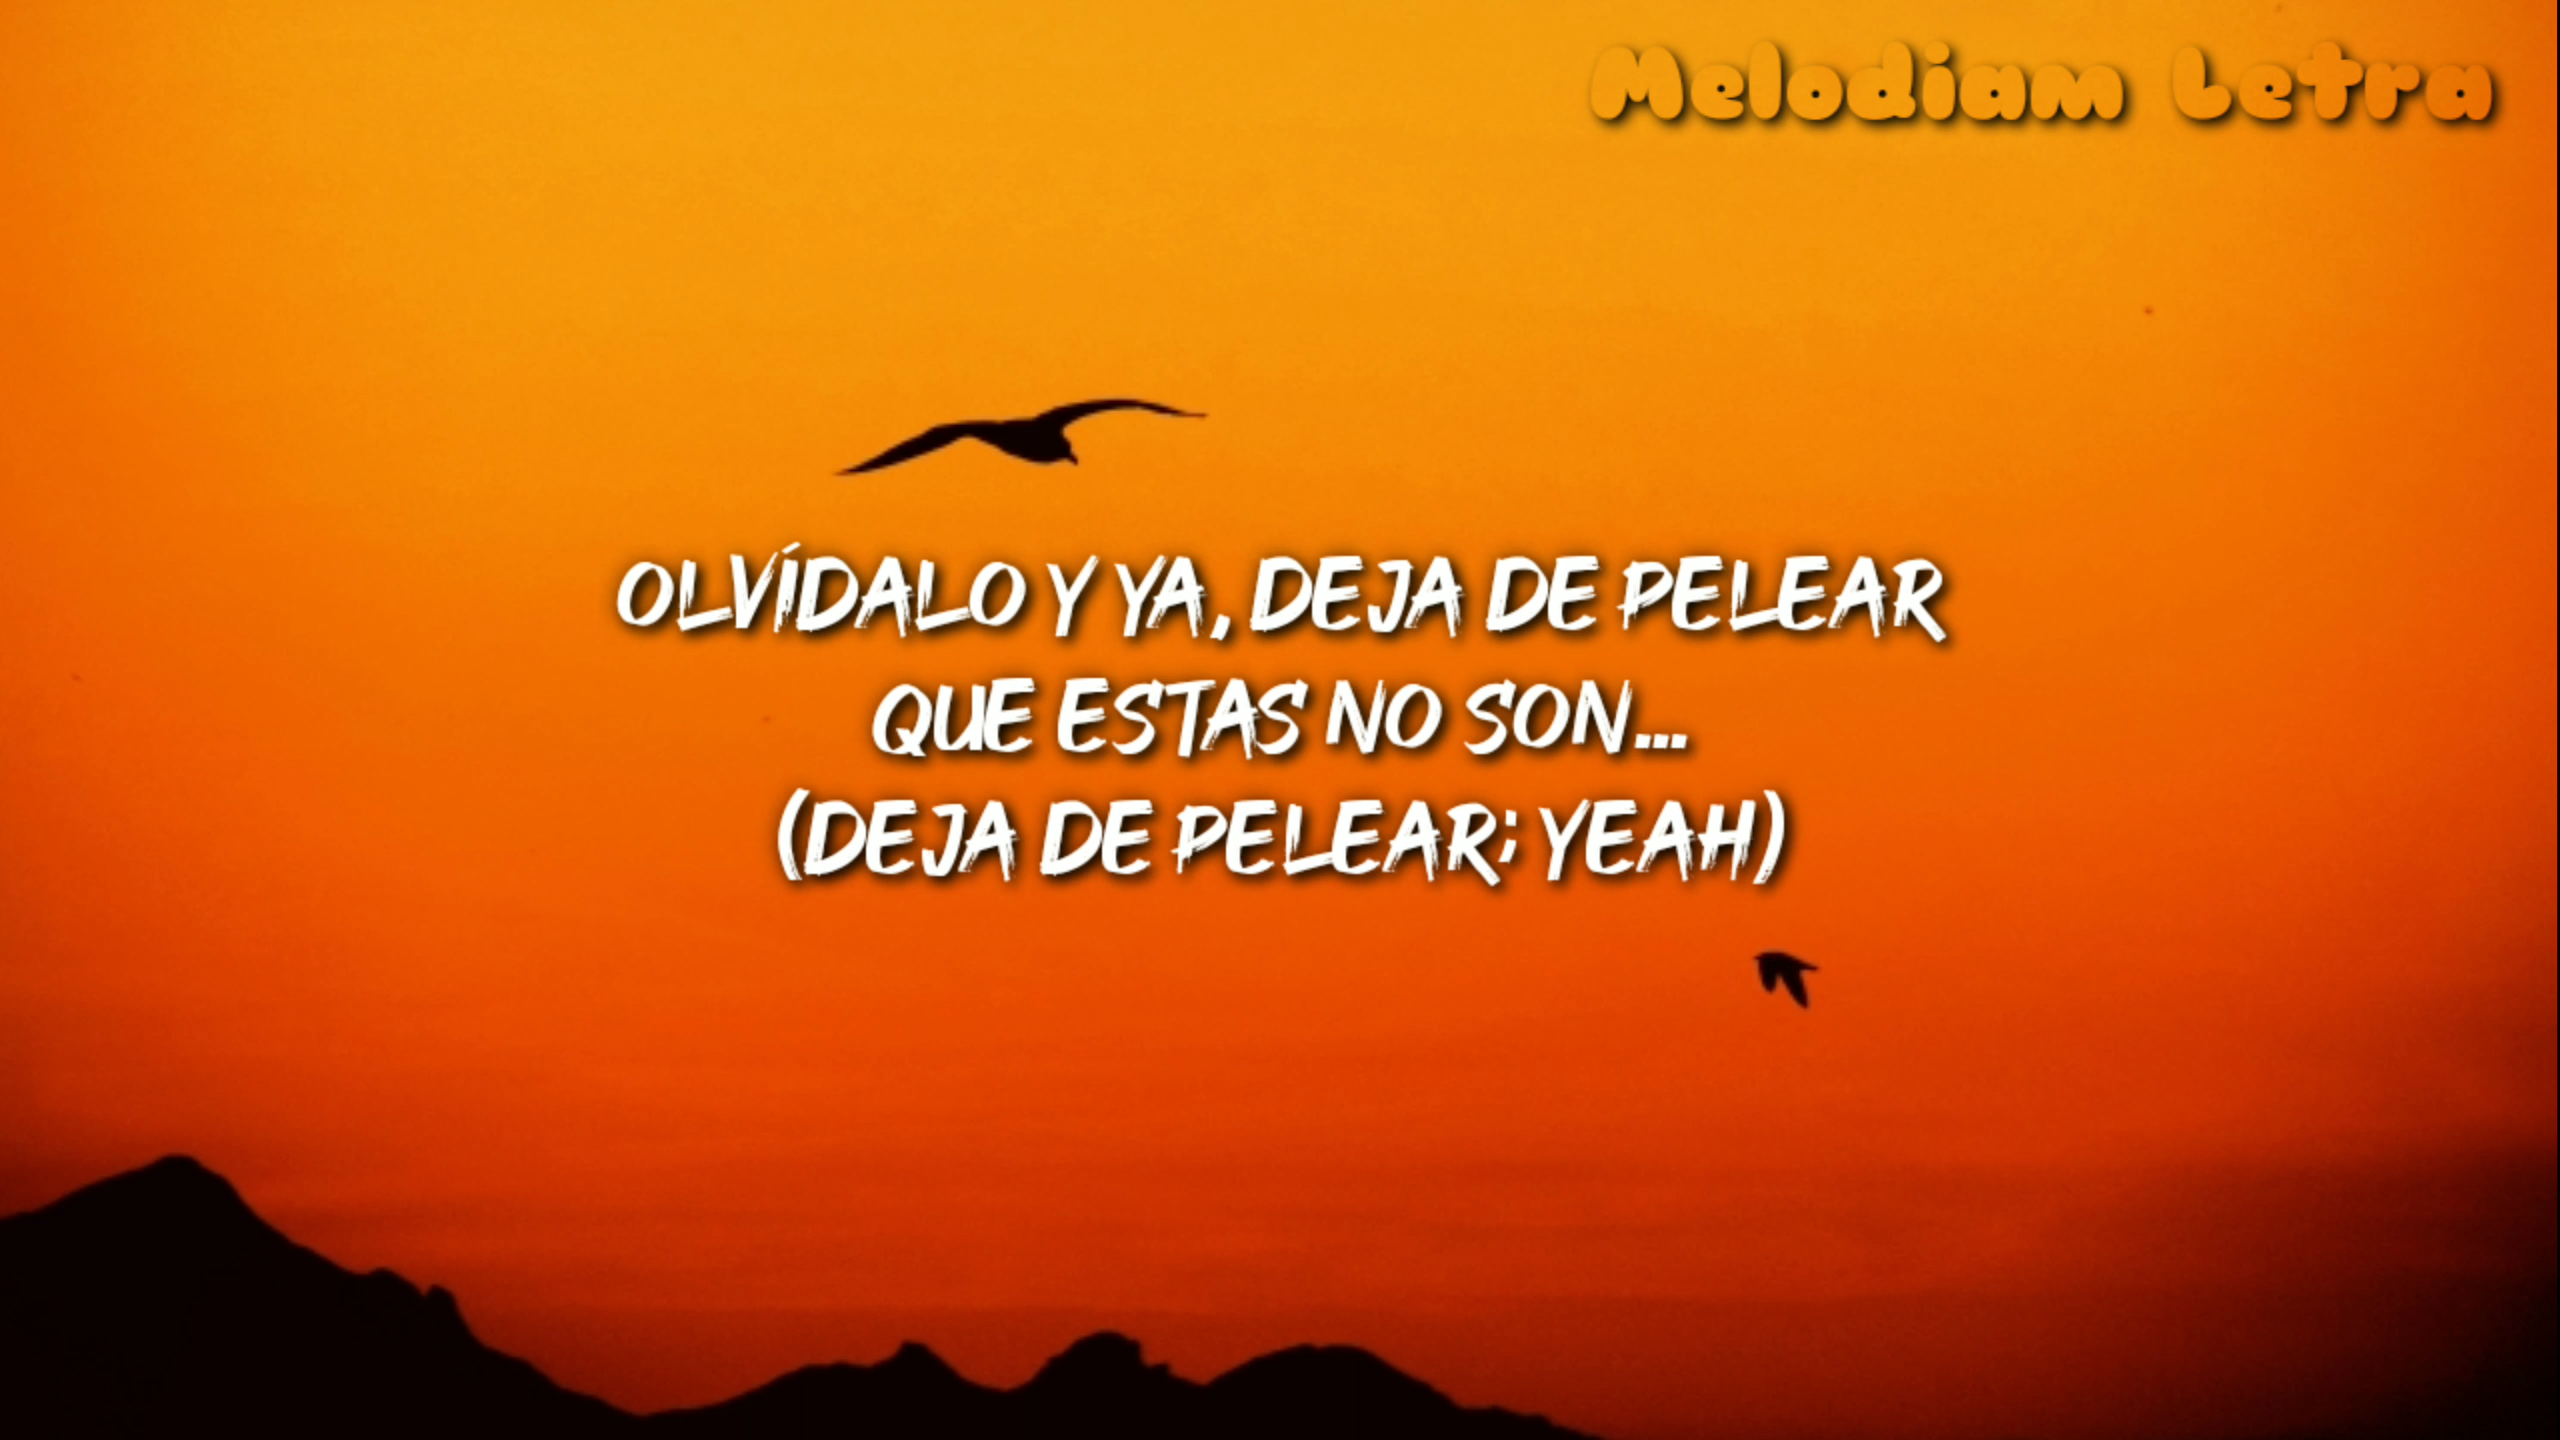 Melodiam Letra
OLVÍDALO Y YA, DEJA DE PELEAR
QUE ESTAS NO SON...
(DEJA DE PELEAR; YEAH)